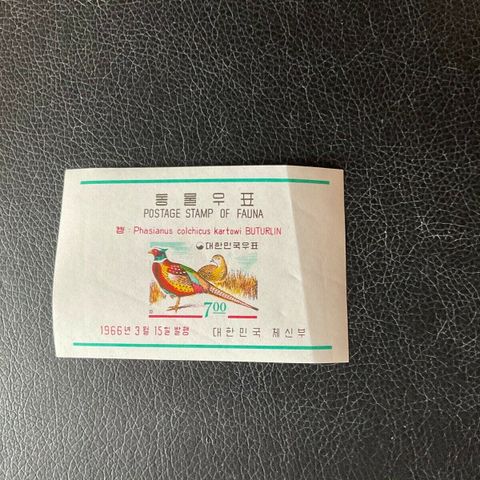 동물우표
POSTAGE STAMP OF FAUNA
꿩 : Phasianus colchicus kartowi BUTURLIN
대한민국우표
7.00
1966년 3월 15일 발행 대한민국 체신부